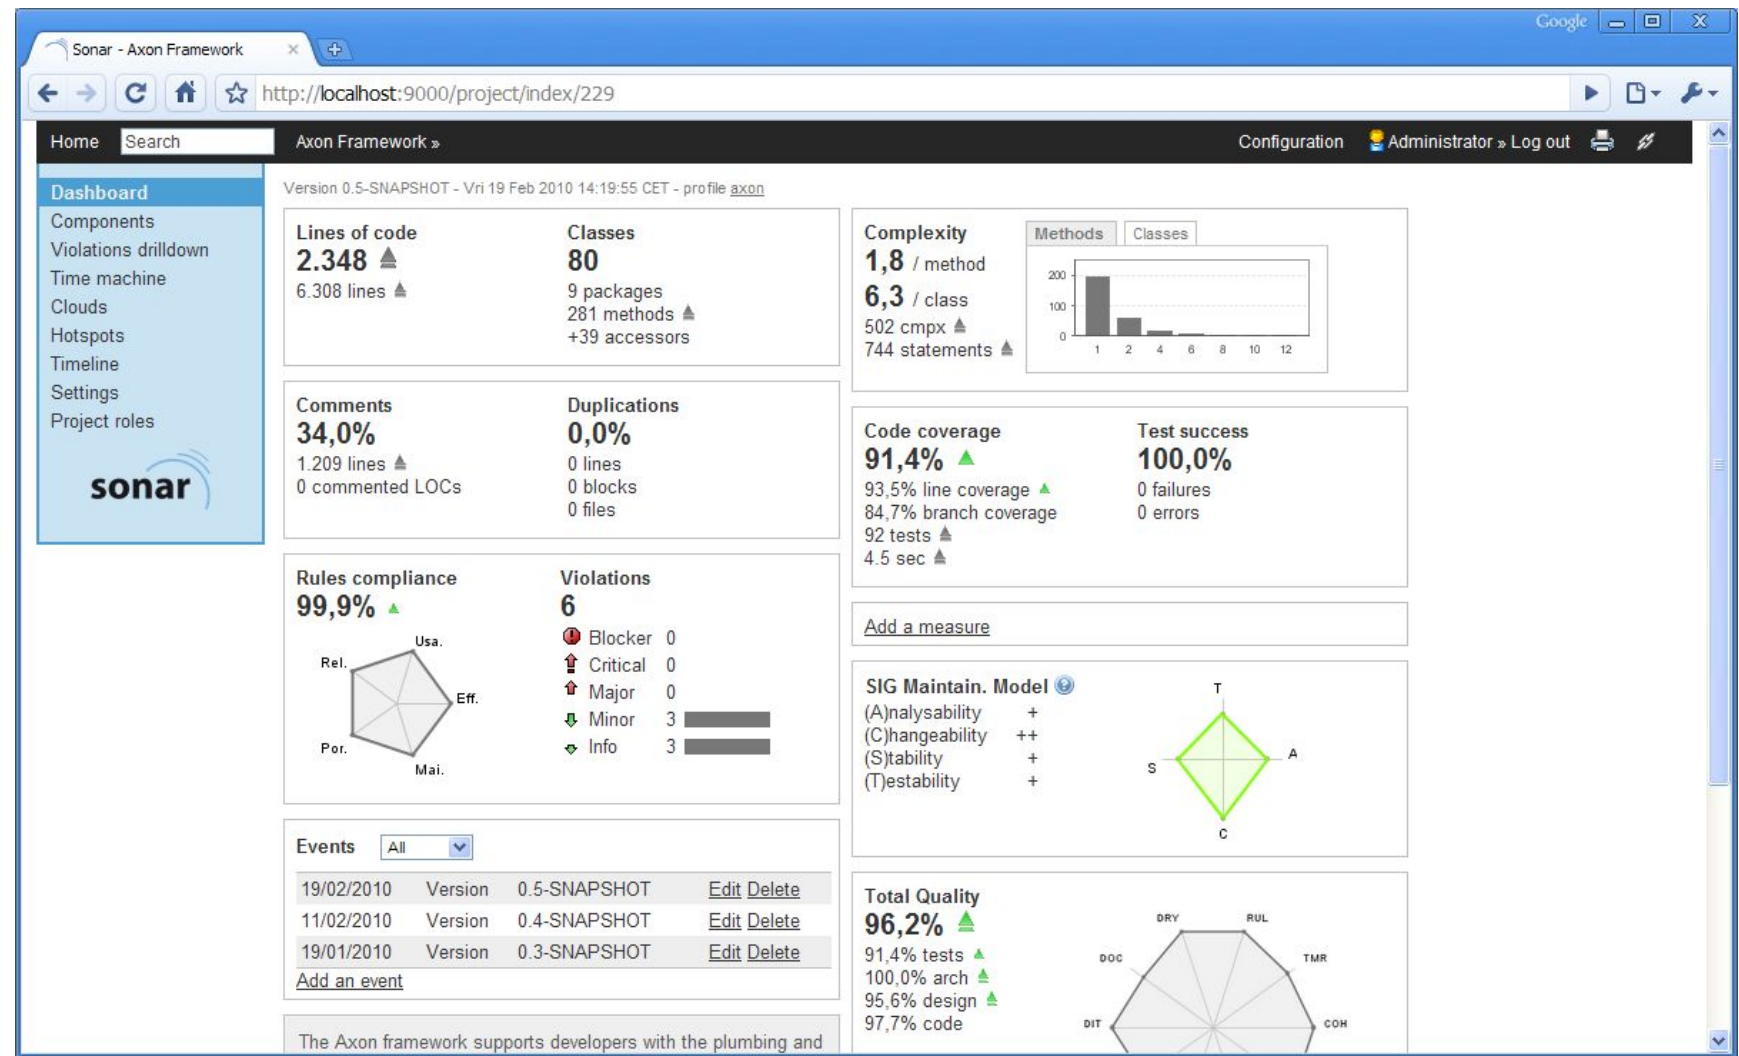 Google
Sonar - Axon Framework
http://localhost:9000/project/index/229
Home Search Axon Framework » Configuration Administrator » Log out
Dashboard
Components
Violations drilldown
Time machine
Clouds
Hotspots
Timeline
Settings
Project roles
sonar
Version 0.5-SNAPSHOT - Vri 19 Feb 2010 14:19:55 CET - profile axon
Lines of code
2.348
6.308 lines
Classes
80
9 packages
281 methods
+39 accessors
Comments
34,0%
1.209 lines
0 commented LOCs
Duplications
0,0%
0 lines
0 blocks
0 files
Rules compliance
99,9%
Usa.
Rel.
Eff.
Por.
Mai.
Violations
6
Blocker 0
Critical 0
Major 0
Minor 3
Info 3
Events All
19/02/2010 Version 0.5-SNAPSHOT Edit Delete
11/02/2010 Version 0.4-SNAPSHOT Edit Delete
19/01/2010 Version 0.3-SNAPSHOT Edit Delete
Add an event
The Axon framework supports developers with the plumbing and
Complexity
1,8 / method
6,3 / class
502 cmpx
744 statements
Methods Classes
200
100
0
1 2 4 6 8 10 12
Code coverage
91,4%
93,5% line coverage
84,7% branch coverage
92 tests
4.5 sec
Test success
100,0%
0 failures
0 errors
Add a measure
SIG Maintain. Model ?
(A)nalysability +
(C)hangeability ++
(S)tability +
(T)estability +
T
A
S
C
Total Quality
96,2%
91,4% tests
100,0% arch
95,6% design
97,7% code
DRY RUL
DOC TMR
DIT COH